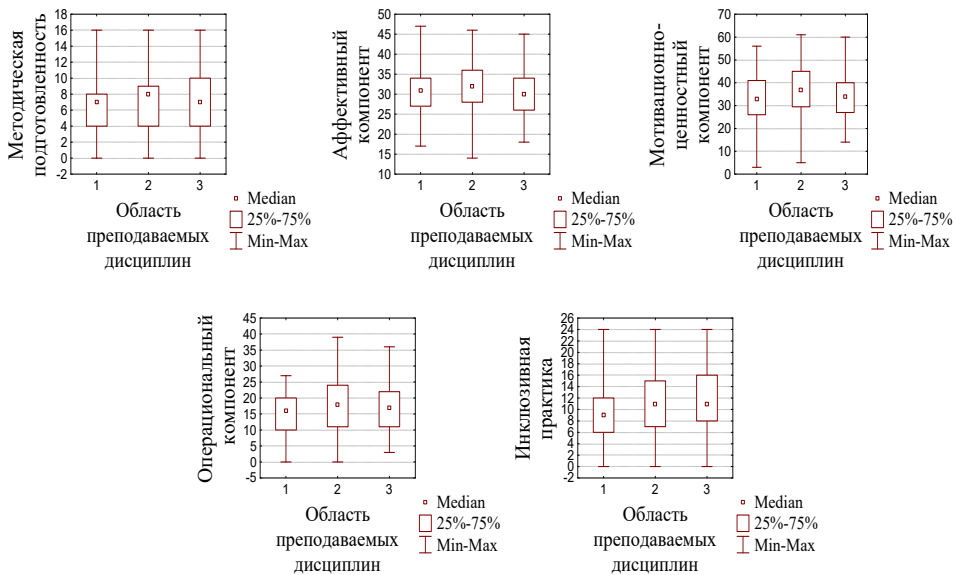 Методическая
подготовленность
18
16
14
12
10
8
6
4
2
0
-2
1 2 3
Область
преподаваемых
дисциплин
Median
25%-75%
Min-Max
Аффективный
компонент
50
45
40
35
30
25
20
15
10
1 2 3
Область
преподаваемых
дисциплин
Median
25%-75%
Min-Max
Мотивационно-
ценностный
компонент
70
60
50
40
30
20
10
0
1 2 3
Область
преподаваемых
дисциплин
Median
25%-75%
Min-Max
Операциональный
компонент
45
40
35
30
25
20
15
10
5
0
-5
1 2 3
Область
преподаваемых
дисциплин
Median
25%-75%
Min-Max
Инклюзивная
практика
26
24
22
20
18
16
14
12
10
8
6
4
2
0
-2
1 2 3
Область
преподаваемых
дисциплин
Median
25%-75%
Min-Max